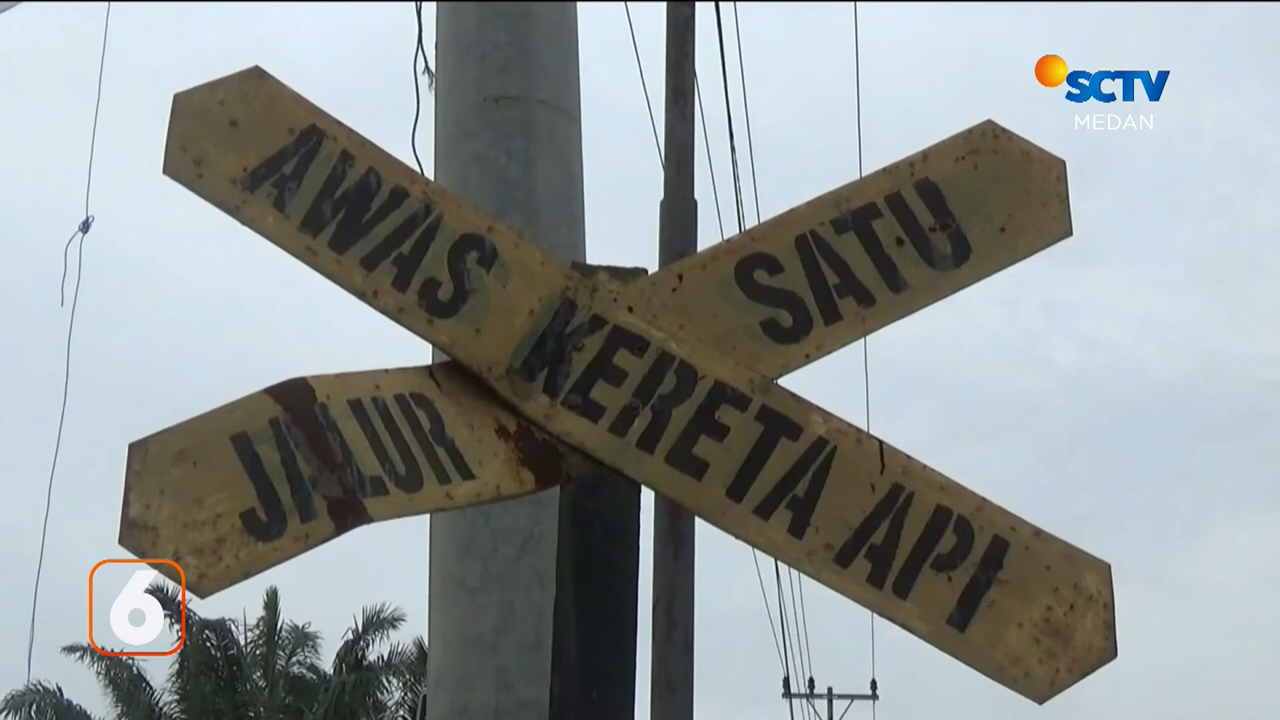 SCTV
MEDAN
AWAS KERETA API
SATU
JALUR
6